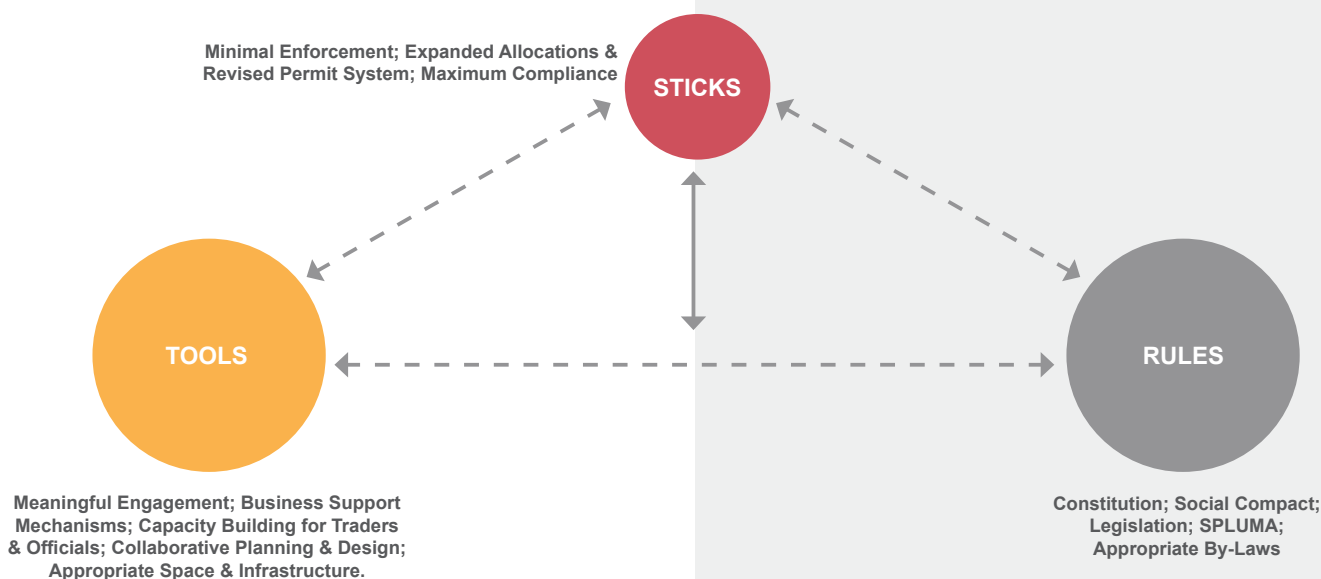 Minimal Enforcement; Expanded Allocations &
Revised Permit System; Maximum Compliance
STICKS
TOOLS
RULES
Meaningful Engagement; Business Support
Mechanisms; Capacity Building for Traders
& Officials; Collaborative Planning & Design;
Appropriate Space & Infrastructure.
Constitution; Social Compact;
Legislation; SPLUMA;
Appropriate By-Laws